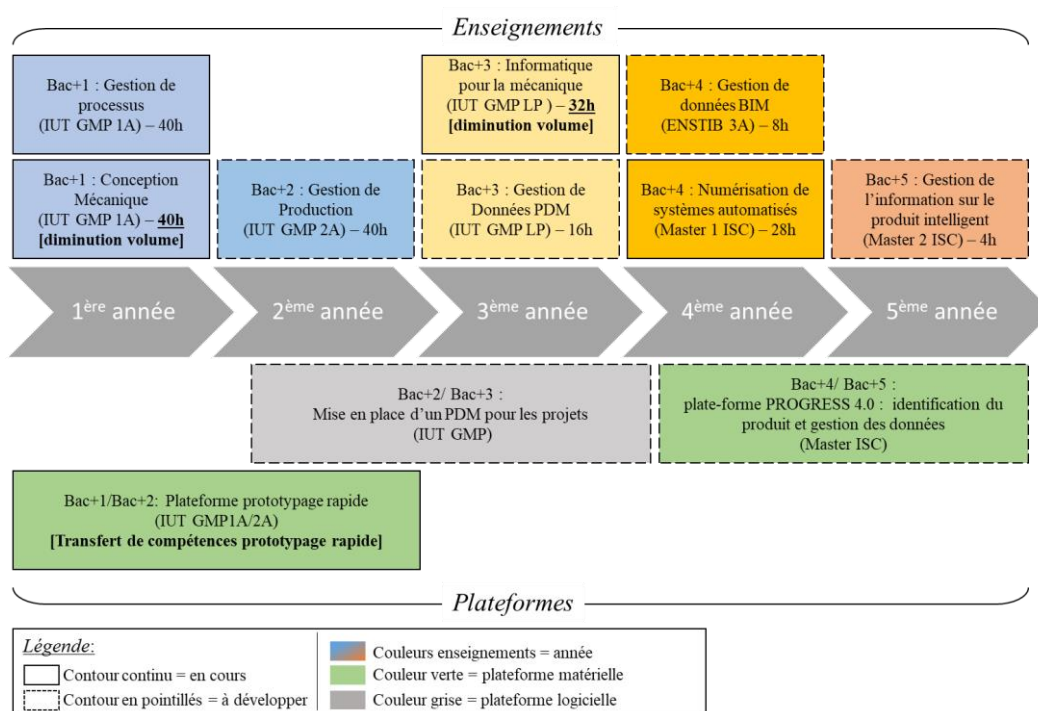 Enseignements
Bac+1 : Gestion de
processus
(IUT GMP 1A) – 40h
Bac+3 : Informatique
pour la mécanique
(IUT GMP LP ) – 32h
[diminution volume]
Bac+4 : Gestion de
données BIM
(ENSTIB 3A) – 8h
Bac+1 : Conception
Mécanique
(IUT GMP 1A) – 40h
[diminution volume]
Bac+2 : Gestion de
Production
(IUT GMP 2A) – 40h
Bac+3 : Gestion de
Données PDM
(IUT GMP LP) – 16h
Bac+4 : Numérisation de
systèmes automatisés
(Master 1 ISC) – 28h
Bac+5 : Gestion de
l’information sur le
produit intelligent
(Master 2 ISC) – 4h
1ère année
2ème année
3ème année
4ème année
5ème année
Bac+2/ Bac+3 :
Mise en place d’un PDM pour les projets
(IUT GMP)
Bac+4/ Bac+5 :
plate-forme PROGRESS 4.0 : identification du
produit et gestion des données
(Master ISC)
Bac+1/Bac+2: Plateforme prototypage rapide
(IUT GMP1A/2A)
[Transfert de compétences prototypage rapide]
Plateformes
Légende:
Contour continu = en cours
Contour en pointillés = à développer
Couleurs enseignements = année
Couleur verte = plateforme matérielle
Couleur grise = plateforme logicielle